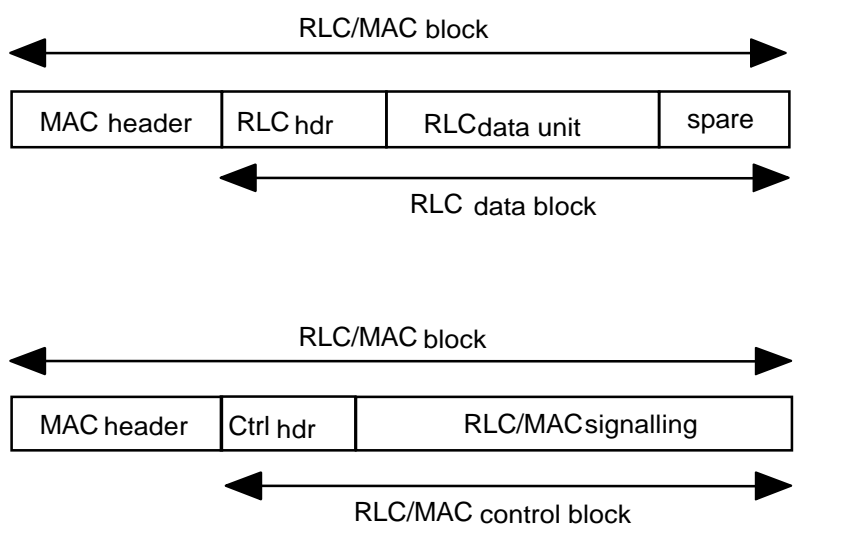 RLC/MAC block
MAC header RLC hdr RLC data unit spare
RLC data block
RLC/MAC block
MAC header Ctrl hdr RLC/MAC signalling
RLC/MAC control block